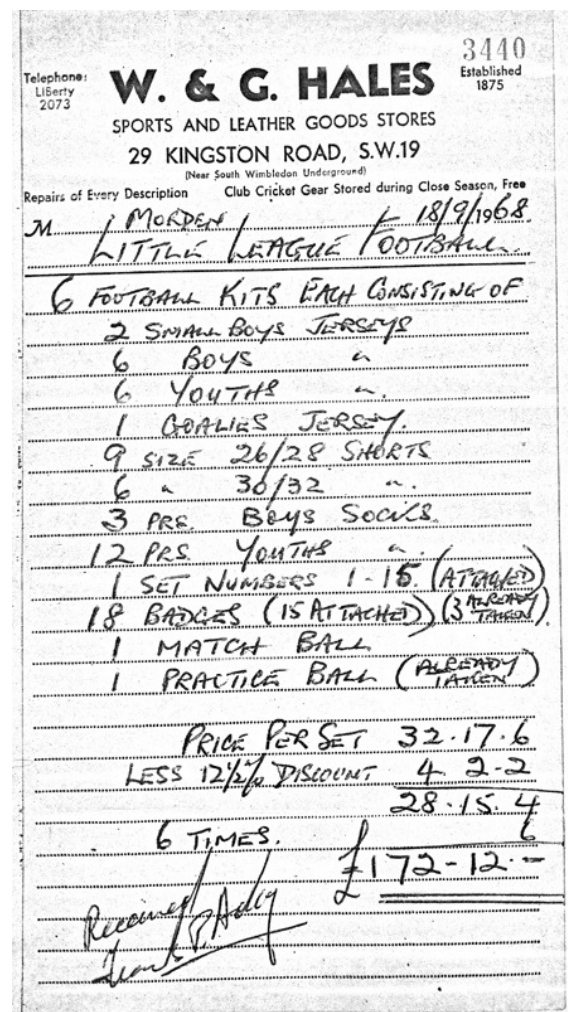 3440
Telephone: LIBerty 2073
W. & G. HALES
Established 1875
SPORTS AND LEATHER GOODS STORES
29 KINGSTON ROAD, S.W.19
(Near South Wimbledon Underground)
Repairs of Every Description Club Cricket Gear Stored during Close Season, Free
M MORDEN 18/9/1968
LITTLE LEAGUE FOOTBALL.
6 FOOTBALL KITS EACH CONSISTING OF
2 SMALL BOYS JERSEYS
6 BOYS "
6 YOUTHS ".
1 GOALIES JERSEY.
9 SIZE 26/28 SHORTS
6 " 30/32 ".
3 PRS. BOYS SOCKS.
12 PRS. YOUTHS ".
1 SET NUMBERS 1-15. (ATTACHED)
18 BADGES (15 ATTACHED) (3 ALREADY TAKEN).
1 MATCH BALL
1 PRACTICE BALL (ALREADY TAKEN)
PRICE PER SET 32.17.6
LESS 12½% DISCOUNT 4.2-2
28.15.4
6 TIMES. 6
£172-12.-
Received
Frank P.